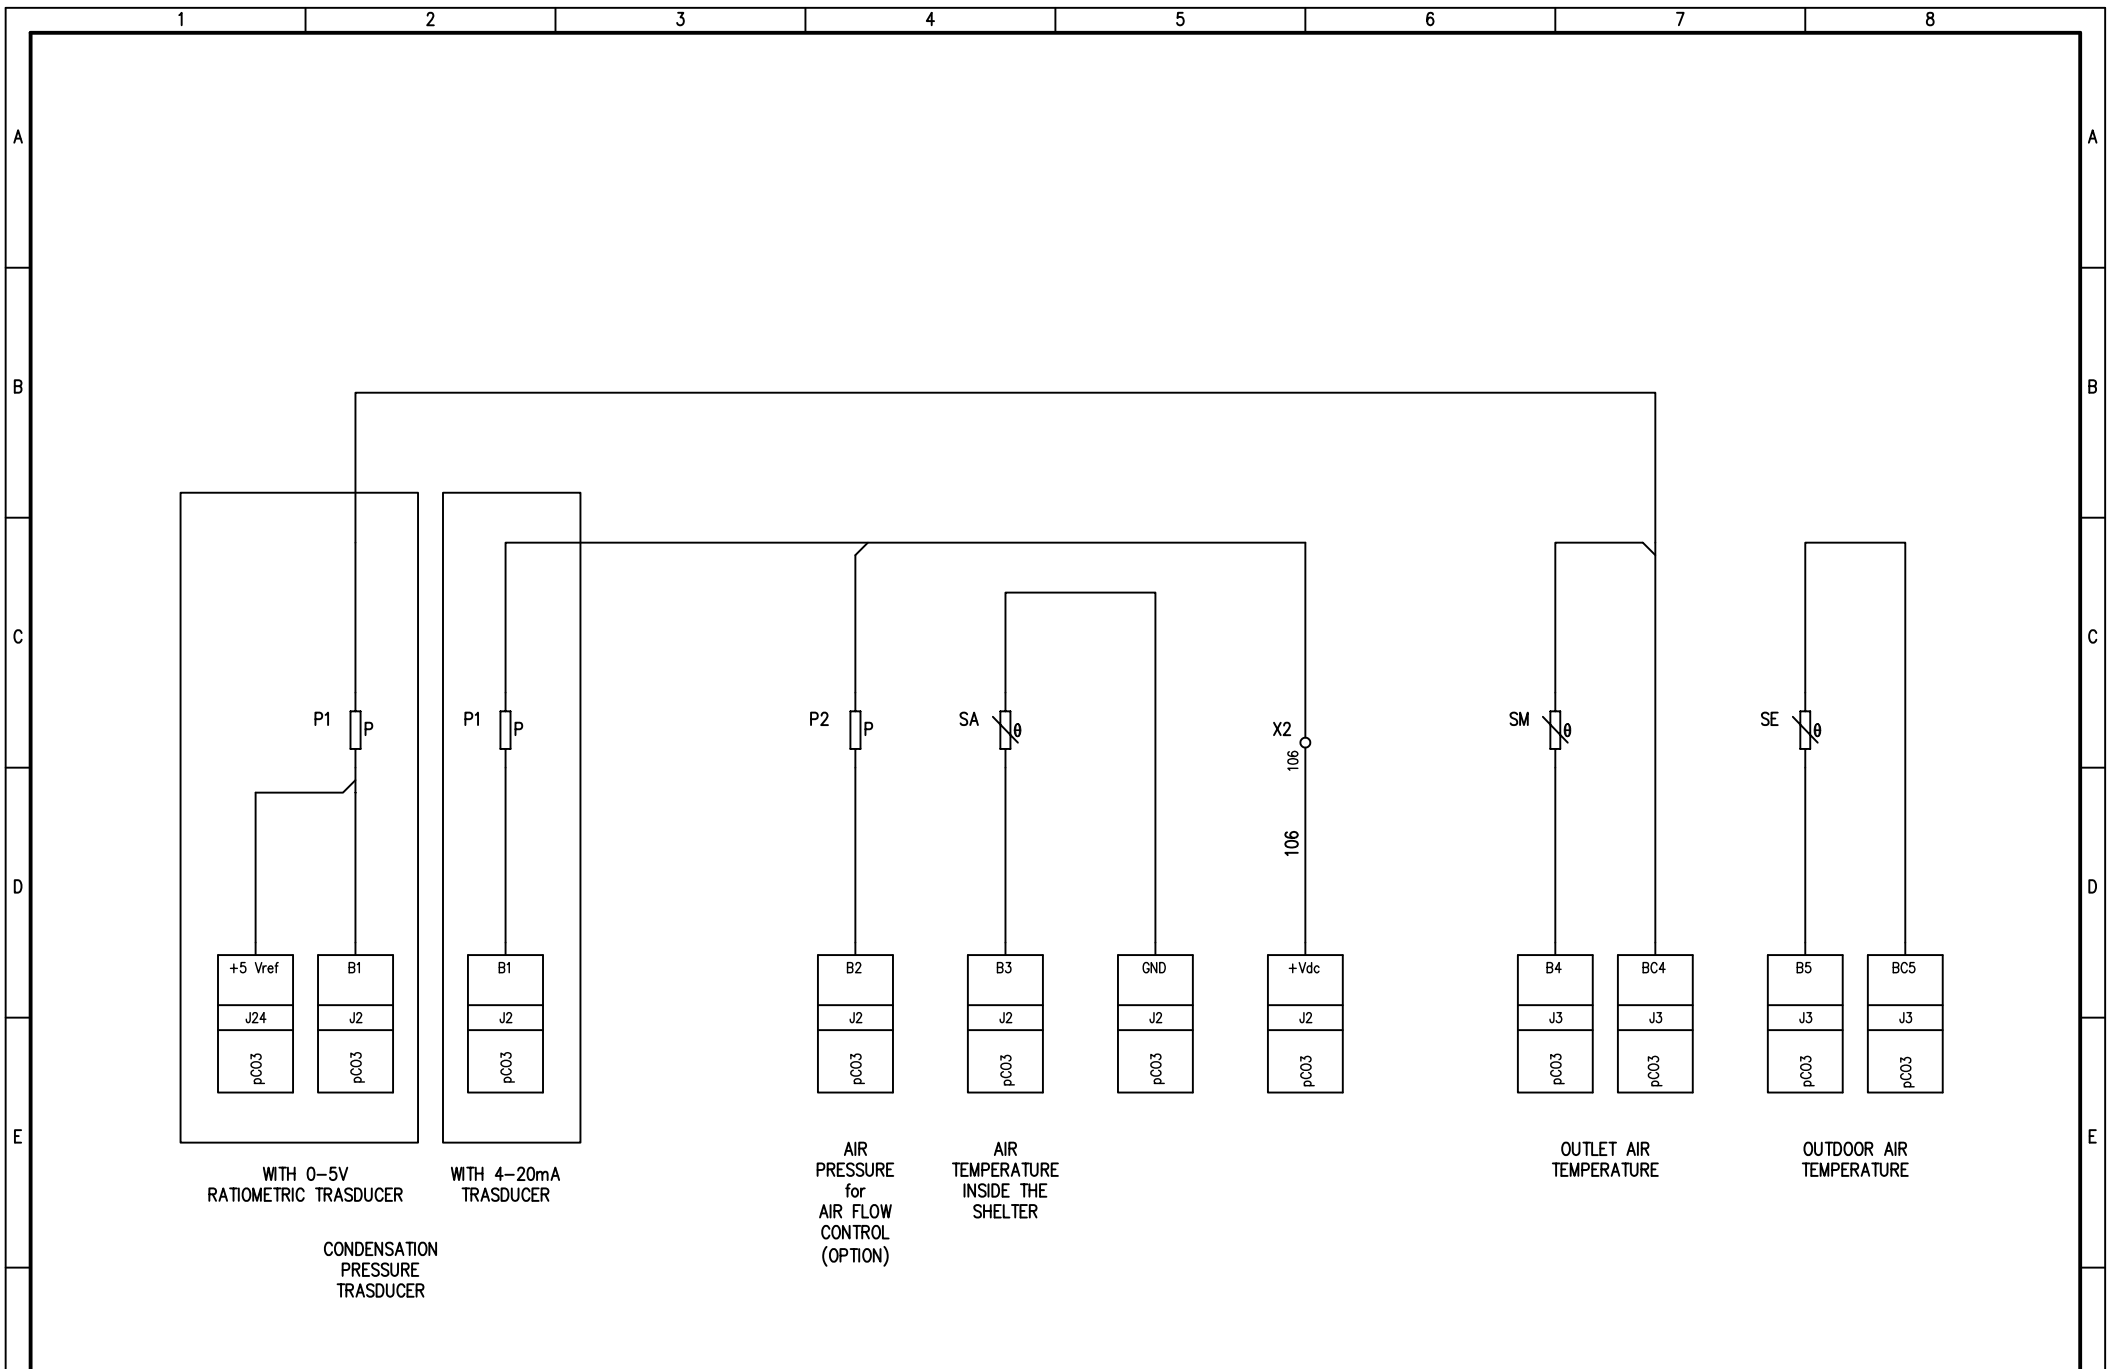 1 2 3 4 5 6 7 8
A A
B B
C C
P1 P P1 P P2 P SA θ X2 SM θ SE θ
106
106
D D
+5 Vref B1 B1 B2 B3 GND +Vdc B4 BC4 B5 BC5
J24 J2 J2 J2 J2 J2 J2 J3 J3 J3 J3
pCO3 pCO3 pCO3 pCO3 pCO3 pCO3 pCO3 pCO3 pCO3 pCO3 pCO3
E E
WITH 0-5V
RATIOMETRIC TRASDUCER
WITH 4-20mA
TRASDUCER
CONDENSATION
PRESSURE
TRASDUCER
AIR
PRESSURE
for
AIR FLOW
CONTROL
(OPTION)
AIR
TEMPERATURE
INSIDE THE
SHELTER
OUTLET AIR
TEMPERATURE
OUTDOOR AIR
TEMPERATURE